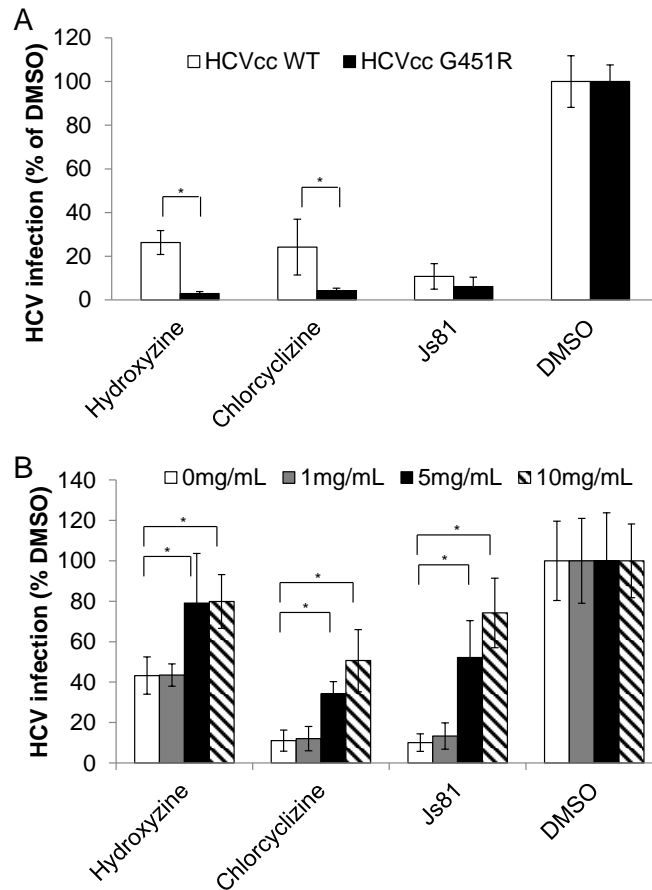 A
HCV infection (% of DMSO)
120
100
80
60
40
20
0
HCVcc WT
HCVcc G451R
*
*
Hydroxyzine
Chlorcyclizine
Js81
DMSO
B
HCV infection (% DMSO)
140
120
100
80
60
40
20
0
0mg/mL
1mg/mL
5mg/mL
10mg/mL
*
*
*
*
*
*
Hydroxyzine
Chlorcyclizine
Js81
DMSO